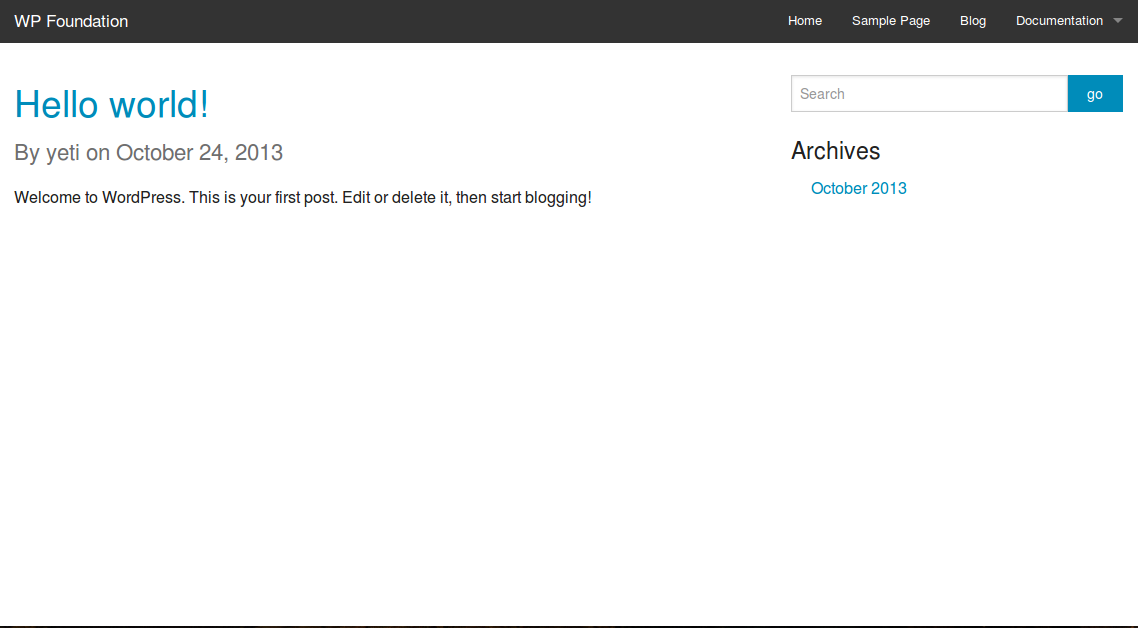 WP Foundation
Home Sample Page Blog Documentation
Hello world!
By yeti on October 24, 2013
Welcome to WordPress. This is your first post. Edit or delete it, then start blogging!
Search go
Archives
October 2013